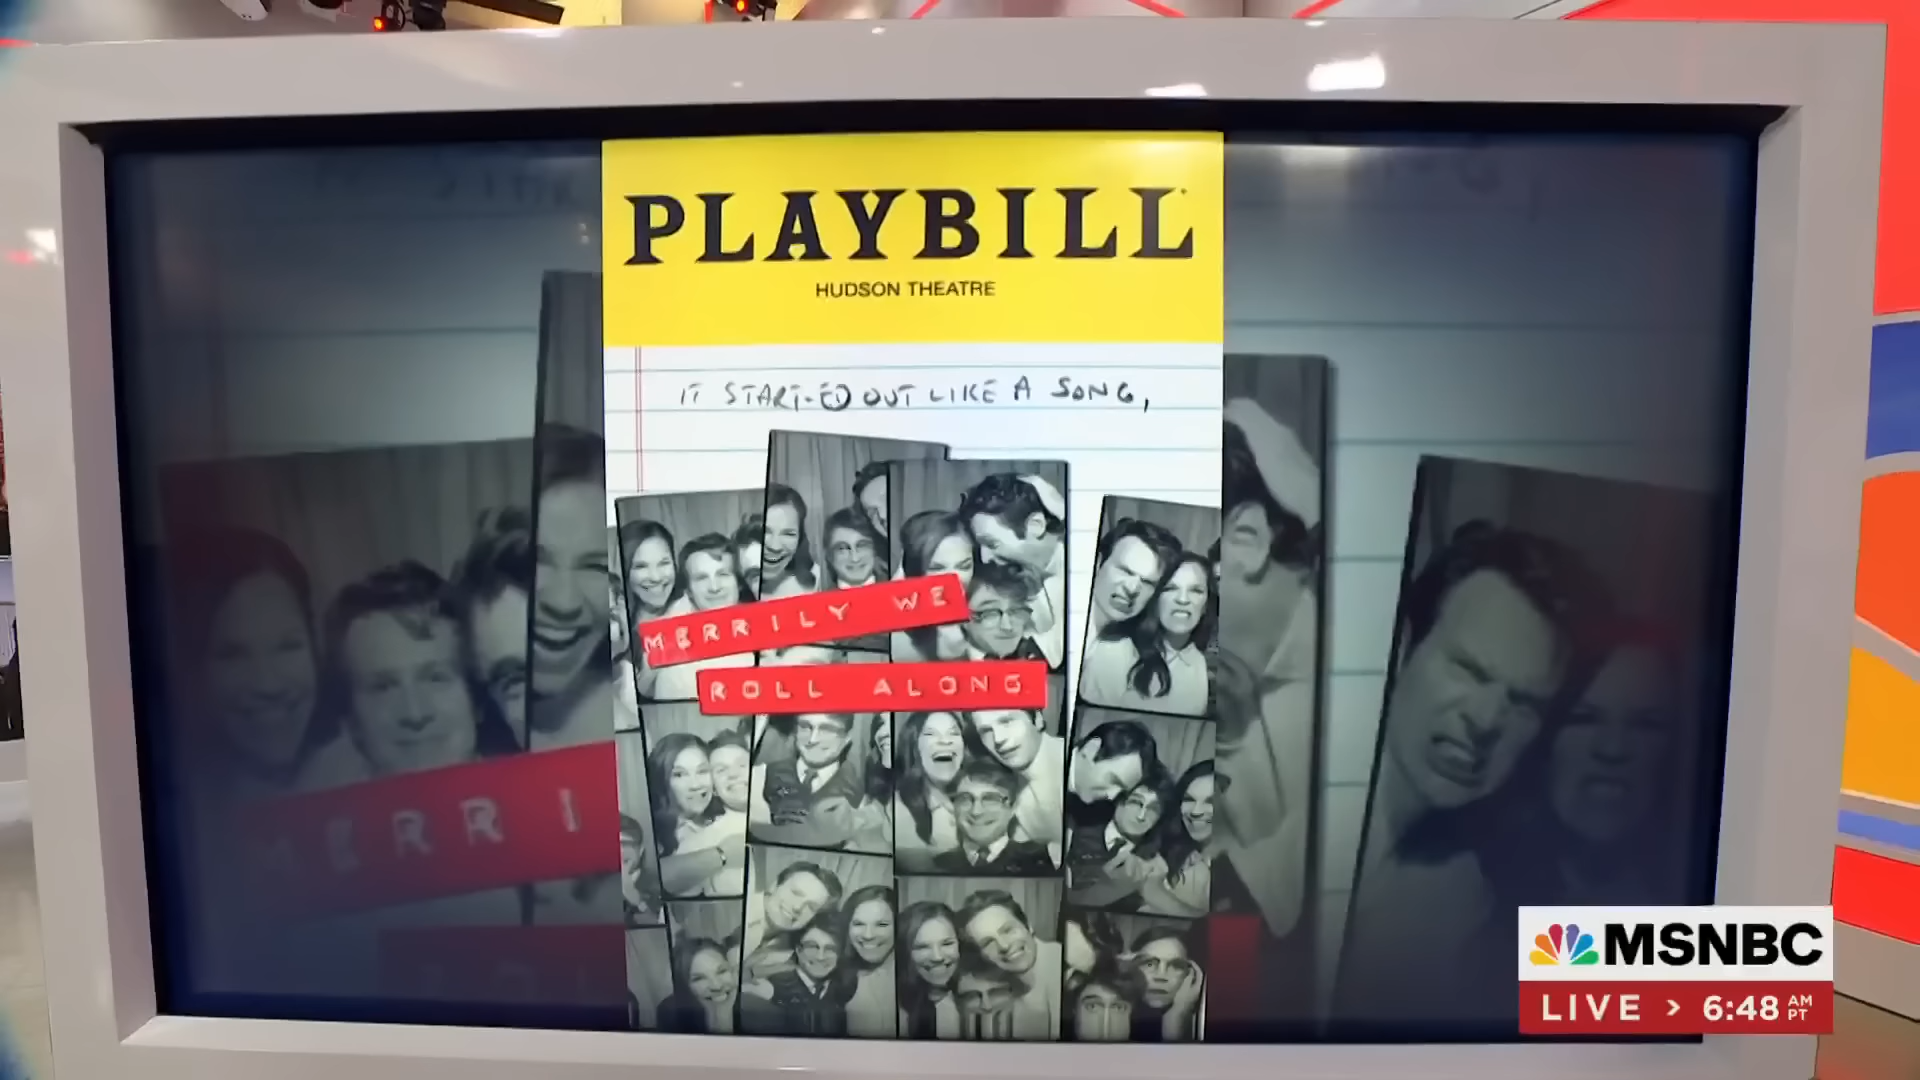 PLAYBILL
HUDSON THEATRE
IT START-ED OUT LIKE A SONG,
MERRILY WE
ROLL ALONG
MERRI
MSNBC
LIVE > 6:48 AM PT